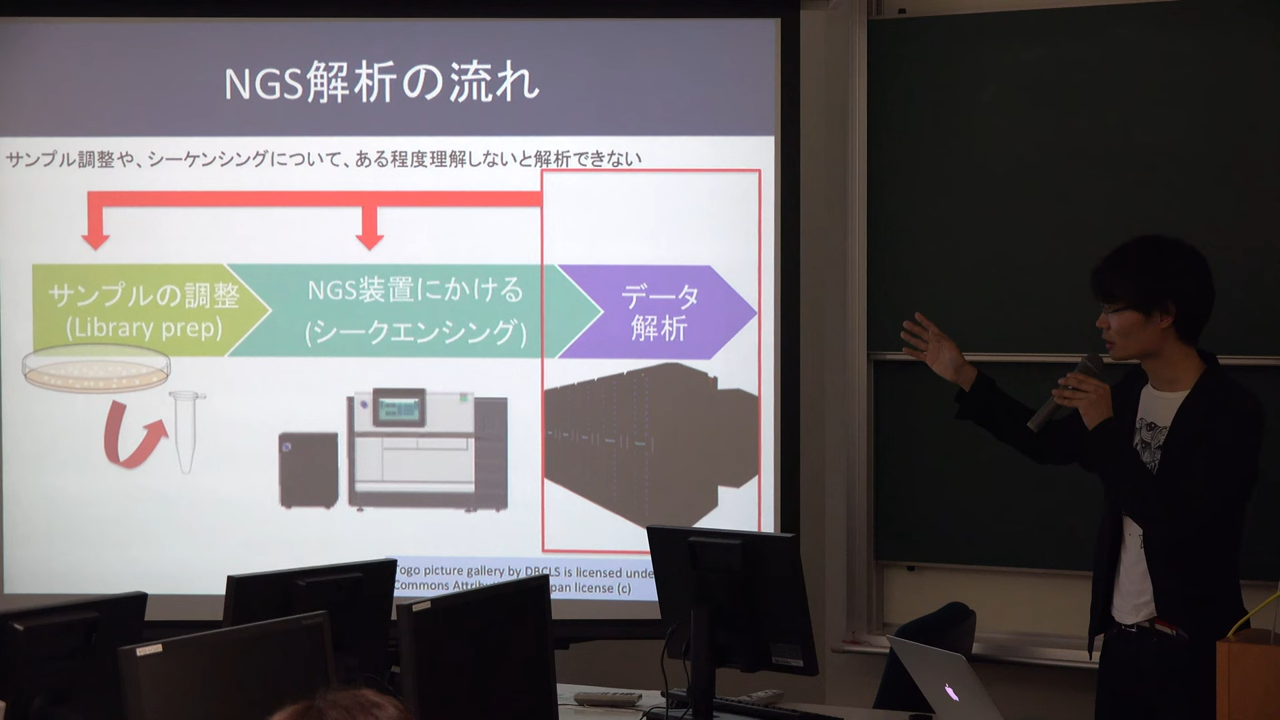 NGS解析の流れ
サンプル調整や、シーケンシングについて、ある程度理解しないと解析できない
サンプルの調整
(Library prep)
NGS装置にかける
(シークエンシング)
データ
解析
ogo picture gallery by DBCLS is licensed unde
Commons Attrib pan license (c)